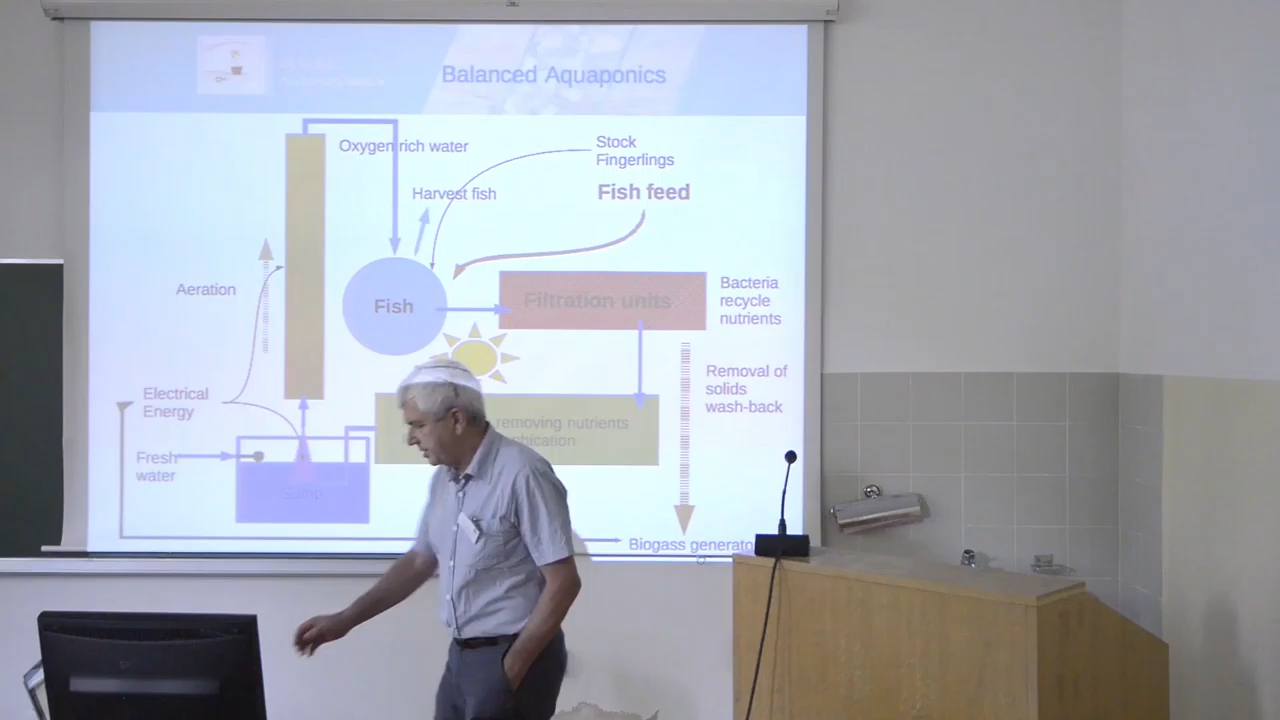 Balanced Aquaponics
Oxygen rich water
Stock
Fingerlings
Harvest fish
Fish feed
Aeration
Fish
Filtration units
Bacteria
recycle
nutrients
Removal of
solids
wash-back
Electrical
Energy
removing nutrients
Fresh
water
Sump
Biogass generator